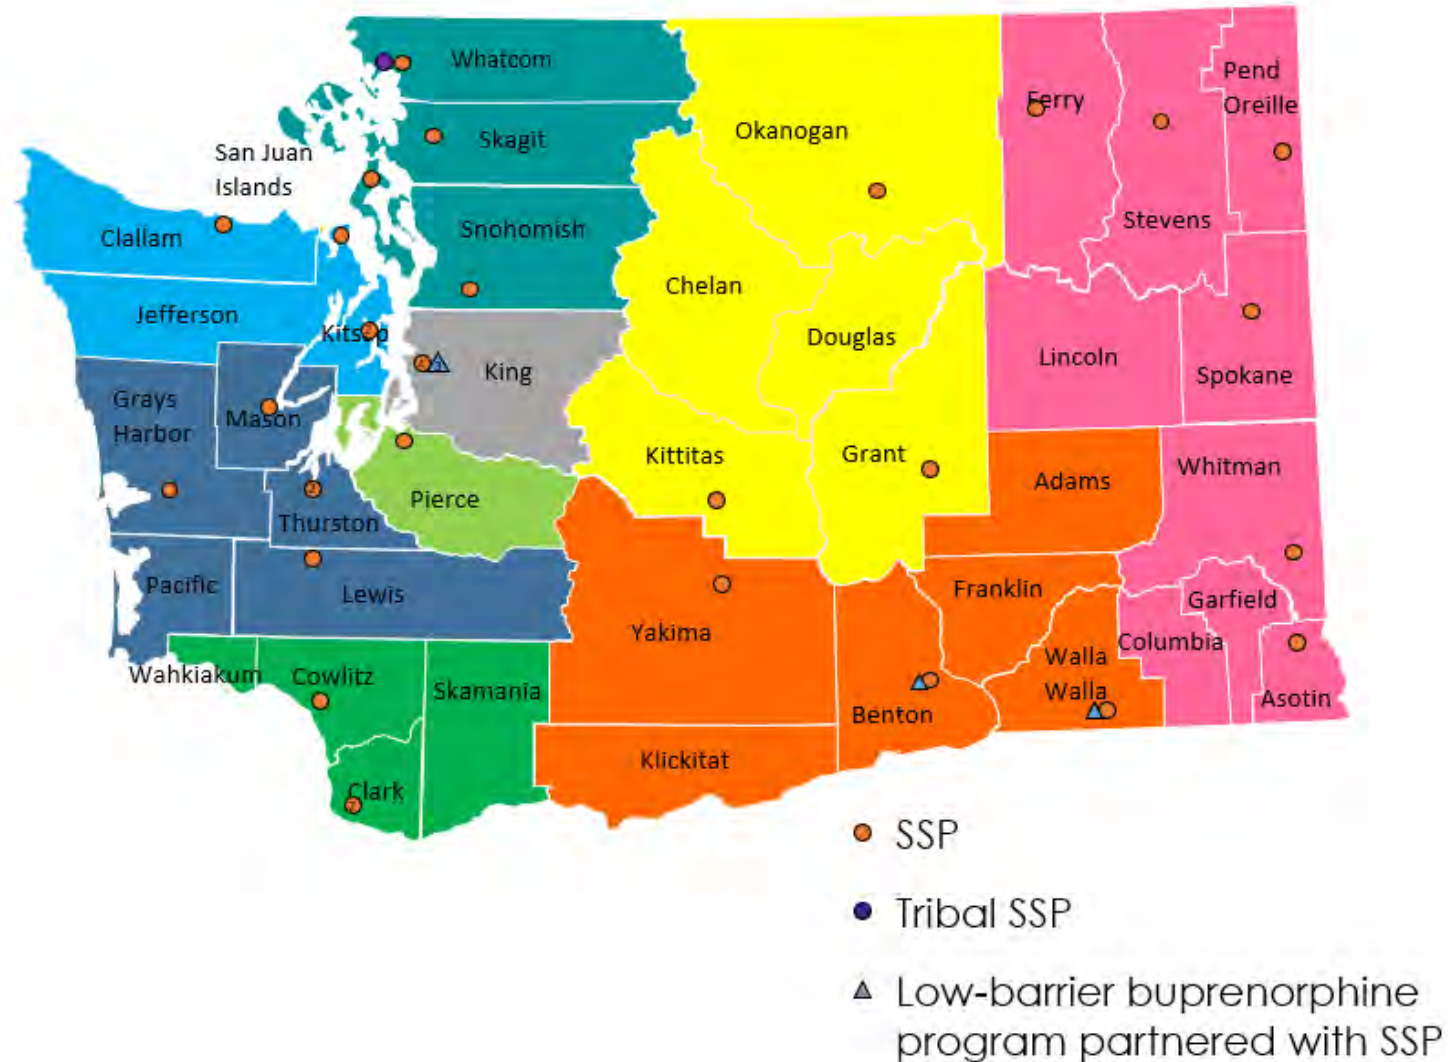 Whatcom
Skagit
San Juan
Islands
Snohomish
Clallam
Jefferson
Kitsap
King
Grays
Harbor
Mason
Pierce
Thurston
Pacific
Lewis
Wahkiakum
Cowlitz
Skamania
Clark
Okanogan
Chelan
Douglas
Kittitas
Grant
Ferry
Stevens
Pend
Oreille
Lincoln
Spokane
Adams
Whitman
Yakima
Franklin
Garfield
Columbia
Walla
Walla
Benton
Asotin
Klickitat
SSP
Tribal SSP
Low-barrier buprenorphine
program partnered with SSP